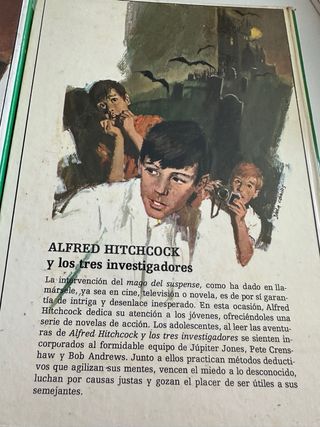 ALFRED HITCHCOCK
y los tres investigadores
La intervención del mago del suspense, como ha dado en lla-
mársele, ya sea en cine, televisión o novela, es de por sí garan-
tía de intriga y desenlace inesperado. En esta ocasión, Alfred
Hitchcock dedica su atención a los jóvenes, ofreciéndoles una
serie de novelas de acción. Los adolescentes, al leer las aventu-
ras de Alfred Hitchcock y los tres investigadores se sienten in-
corporados al formidable equipo de Júpiter Jones, Pete Cren-
shaw y Bob Andrews. Junto a ellos practican métodos deducti-
vos que agilizan sus mentes, vencen el miedo a lo desconocido,
luchan por causas justas y gozan el placer de ser útiles a sus
semejantes.